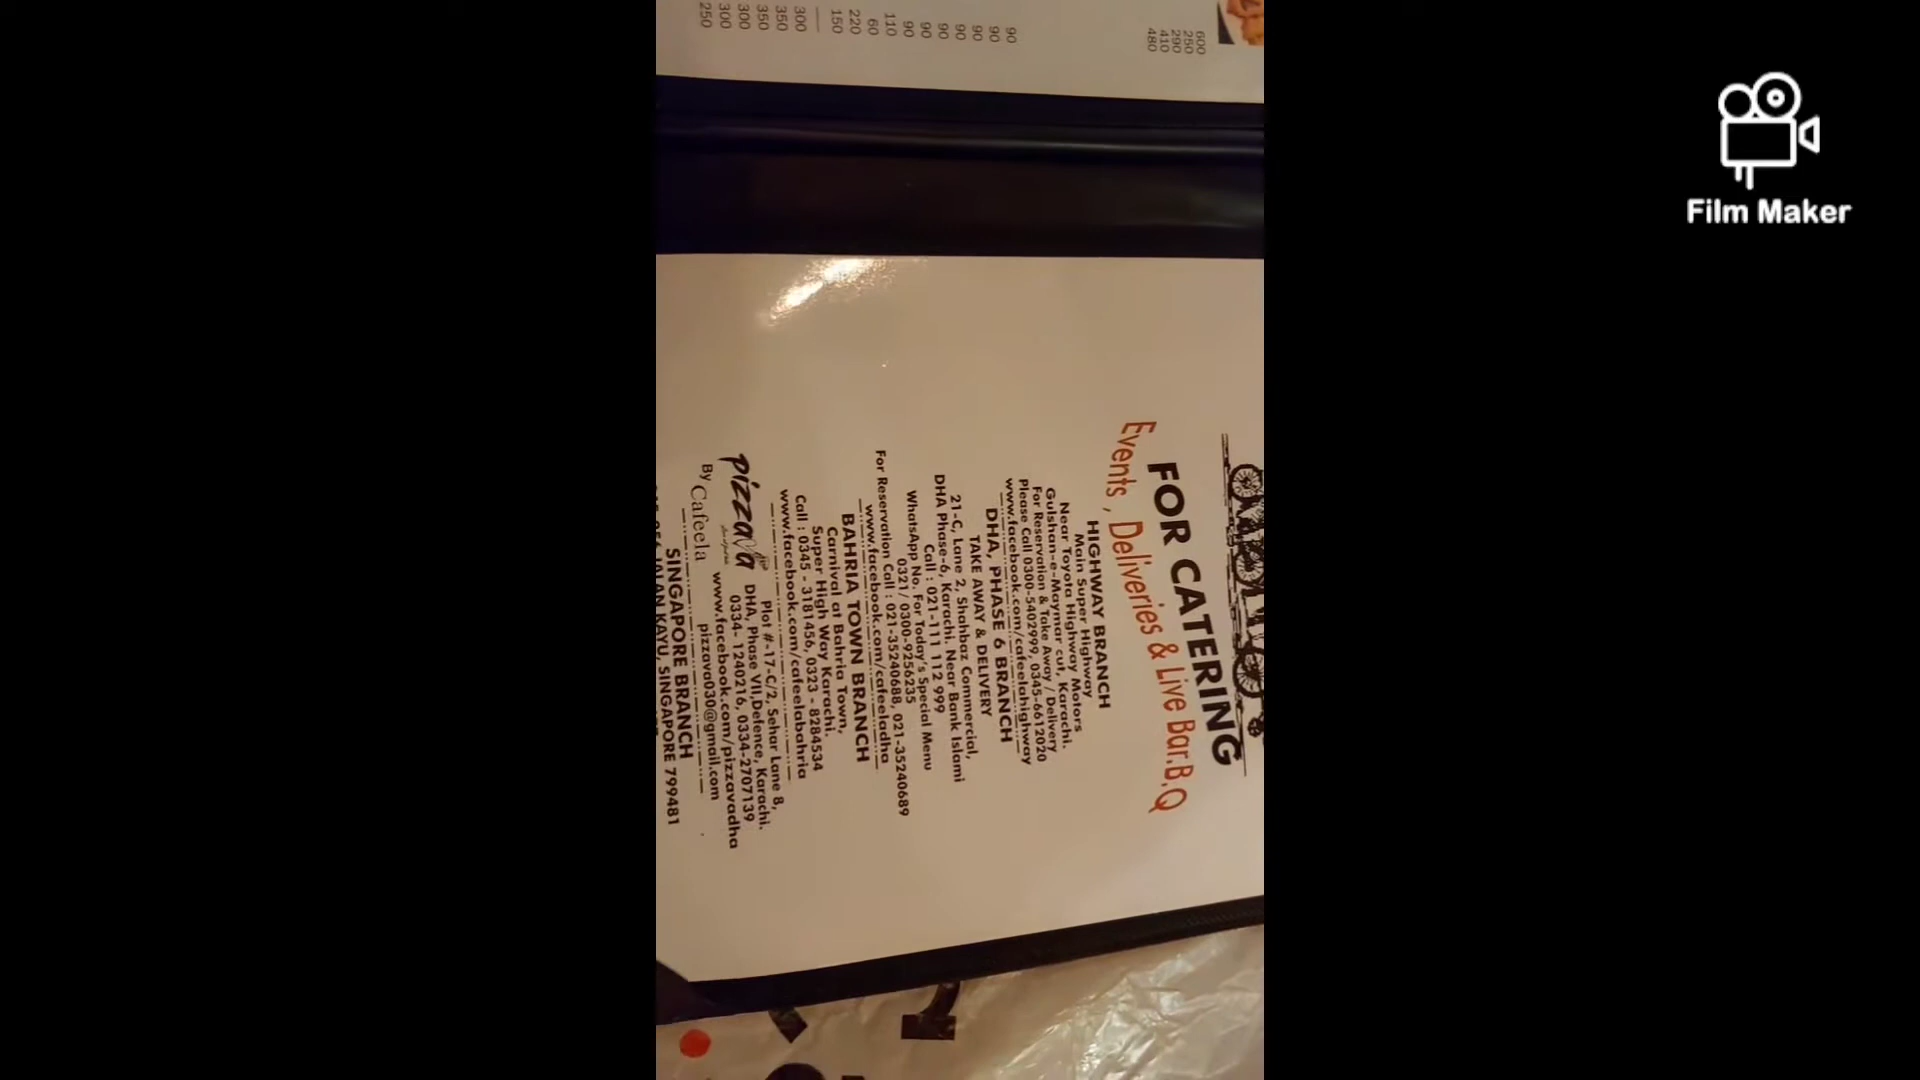 600
250
290
410
480
90
90
90
90
90
90
90
110
60
220
150
300
350
350
300
300
250
FOR CATERING
Events , Deliveries & Live Bar.B.Q
HIGHWAY BRANCH
Main Super Highway
Near Toyota Highway Motors
Gulshan-e-Maymar cut, Karachi.
For Reservation & Take Away / Delivery
Please Call 0300-5402999, 0345-6612020
www.facebook.com/cafeelahighway
DHA, PHASE 6 BRANCH
TAKE AWAY & DELIVERY
21-C, Lane 2, Shahbaz Commercial,
DHA Phase-6, Karachi. Near Bank Islami
Call : 021-111 112 999
WhatsApp No. For Today's Special Menu
0321/ 0300-9256235
For Reservation Call : 021-35240688, 021-35240689
www.facebook.com/cafeeladha
BAHRIA TOWN BRANCH
Carnival at Bahria Town,
Super High Way Karachi.
Call : 0345 - 3181456, 0323 - 8284534
www.facebook.com/cafeelabahria
pizzava
By Cafeela
Plot #-17-C/2, Sehar Lane 8,
DHA, Phase VII,Defence, Karachi.
0334- 1240216, 0334-2707139
www.facebook.com/pizzavadha
pizzava030@gmail.com
SINGAPORE BRANCH
JALAN KAYU, SINGAPORE 799481
Film Maker